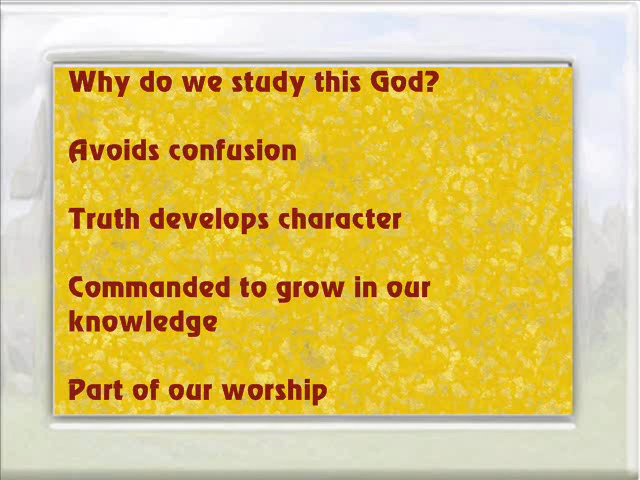 Why do we study this God?
Avoids confusion
Truth develops character
Commanded to grow in our
knowledge
Part of our worship